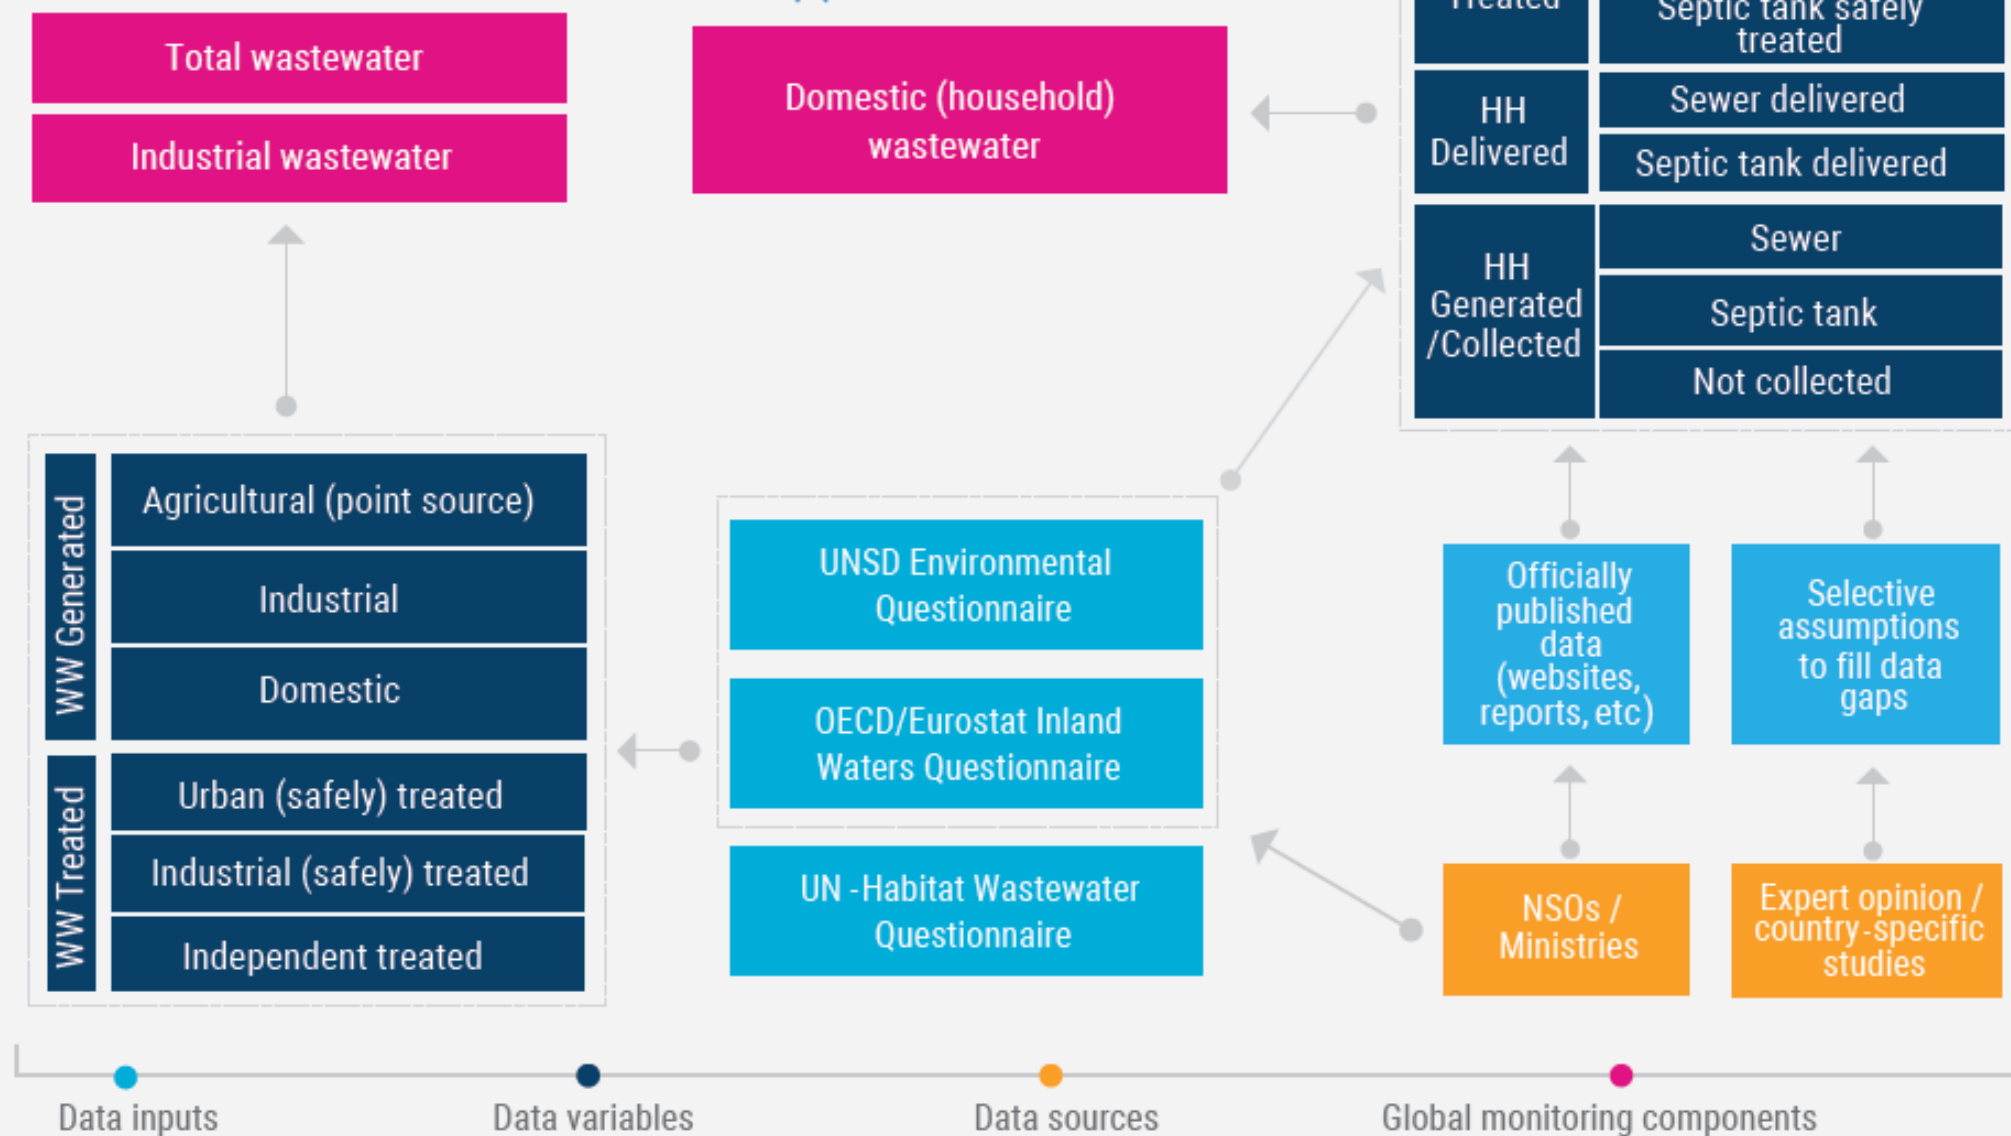 Total wastewater
Industrial wastewater
Domestic (household)
wastewater
Treated
Septic tank safely
treated
HH
Delivered
Sewer delivered
Septic tank delivered
HH
Generated
/Collected
Sewer
Septic tank
Not collected
WW Generated
Agricultural (point source)
Industrial
Domestic
WW Treated
Urban (safely) treated
Industrial (safely) treated
Independent treated
UNSD Environmental
Questionnaire
OECD/Eurostat Inland
Waters Questionnaire
UN -Habitat Wastewater
Questionnaire
Officially
published
data
(websites,
reports, etc)
Selective
assumptions
to fill data
gaps
NSOs /
Ministries
Expert opinion /
country-specific
studies
Data inputs
Data variables
Data sources
Global monitoring components